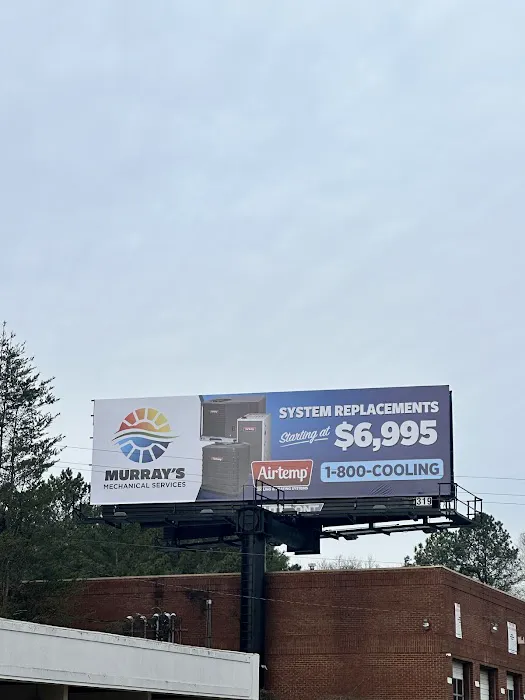 MURRAY'S
MECHANICAL SERVICES
SYSTEM REPLACEMENTS
Starting at
$6,995
Airtemp
1-800-COOLING
319